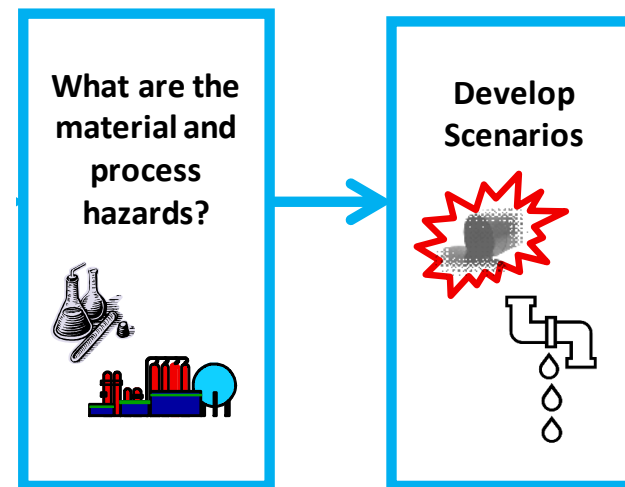 What are the
material and
process
hazards?
Develop
Scenarios